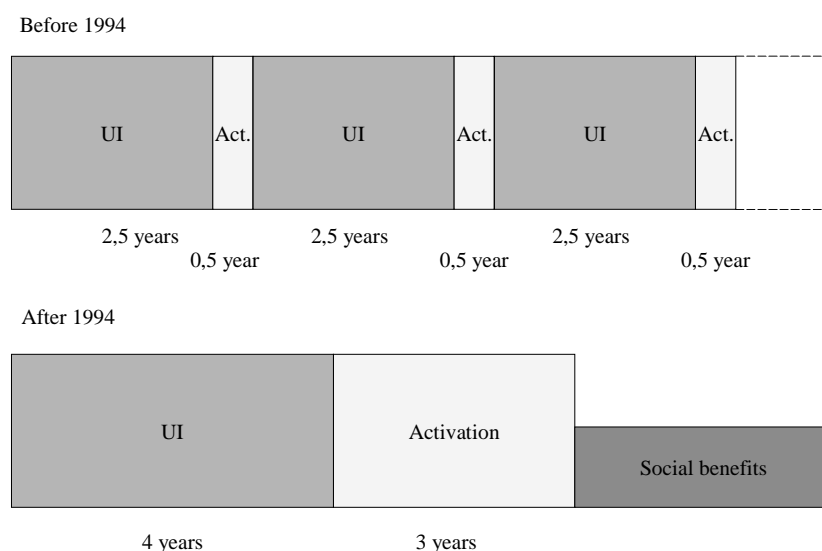 Before 1994
UI Act. UI Act. UI Act.
2,5 years 2,5 years 2,5 years
0,5 year 0,5 year 0,5 year
After 1994
UI Activation
Social benefits
4 years 3 years